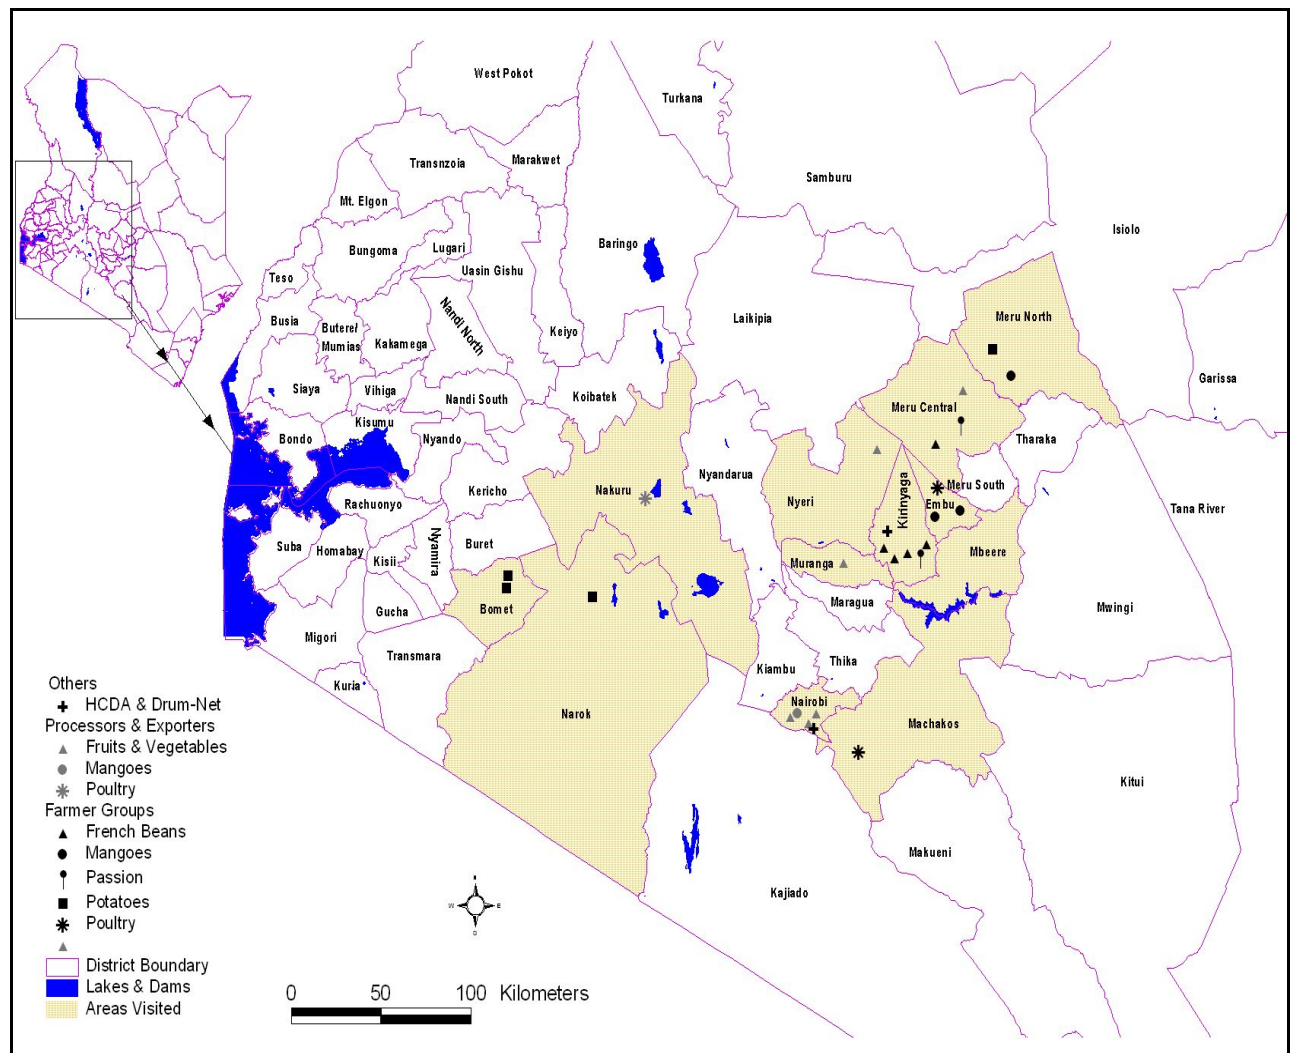 West Pokot
Turkana
Transnzoia
Marakwet
Samburu
Mt. Elgon
Isiolo
Bungoma
Lugari
Baringo
Uasin Gishu
Teso
Meru North
Busia
Buterel
Mumias
Kakamega
Nandi North
Keiyo
Laikipia
Garissa
Siaya
Vihiga
Nandi South
Koibatek
Meru Central
Kisumu
Bondo
Nyando
Tharaka
Nyandarua
Kericho
Nakuru
Meru South
Rachuonyo
Nyeri
Kirinyaga
Embu
Tana River
Suba
Homabay
Kisii
Nyamira
Buret
Mbeere
Muranga
Bomet
Gucha
Maragua
Mwingi
Migori
Transmara
Kiambu
Thika
Kuria
Nairobi
Narok
Machakos
Kitui
Makueni
Kajiado
Others
HCDA & Drum-Net
Processors & Exporters
Fruits & Vegetables
Mangoes
Poultry
Farmer Groups
French Beans
Mangoes
Passion
Potatoes
Poultry
District Boundary
Lakes & Dams
Areas Visited
W E
0 50 100 Kilometers